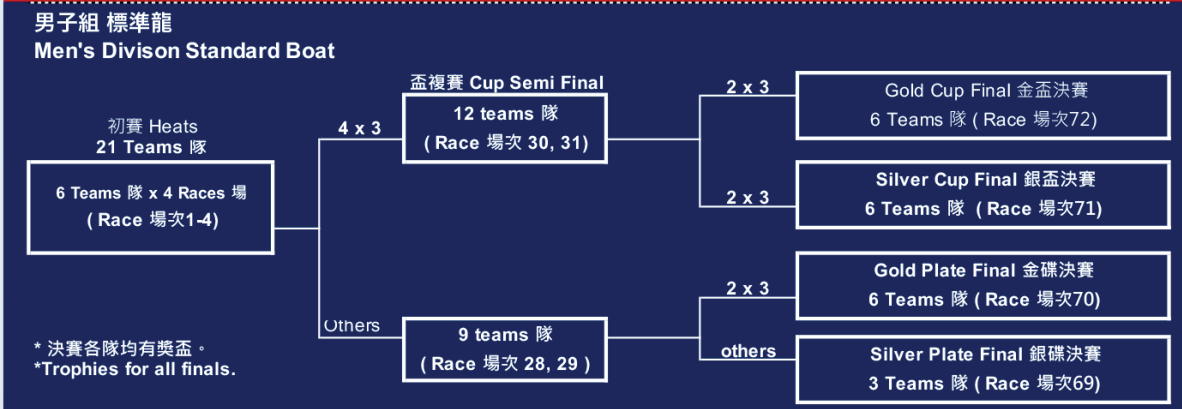 男子組 標準龍
Men's Divison Standard Boat
初賽 Heats
21 Teams 隊
6 Teams 隊 x 4 Races 場
( Race 場次1-4)
4 x 3
盃複賽 Cup Semi Final
12 teams 隊
( Race 場次 30, 31)
2 x 3
Gold Cup Final 金盃決賽
6 Teams 隊 ( Race 場次72)
2 x 3
Silver Cup Final 銀盃決賽
6 Teams 隊 ( Race 場次71)
Others
9 teams 隊
( Race 場次 28, 29 )
2 x 3
Gold Plate Final 金碟決賽
6 Teams 隊 ( Race 場次70)
others
Silver Plate Final 銀碟決賽
3 Teams 隊 ( Race 場次69)
* 決賽各隊均有獎盃。
*Trophies for all finals.